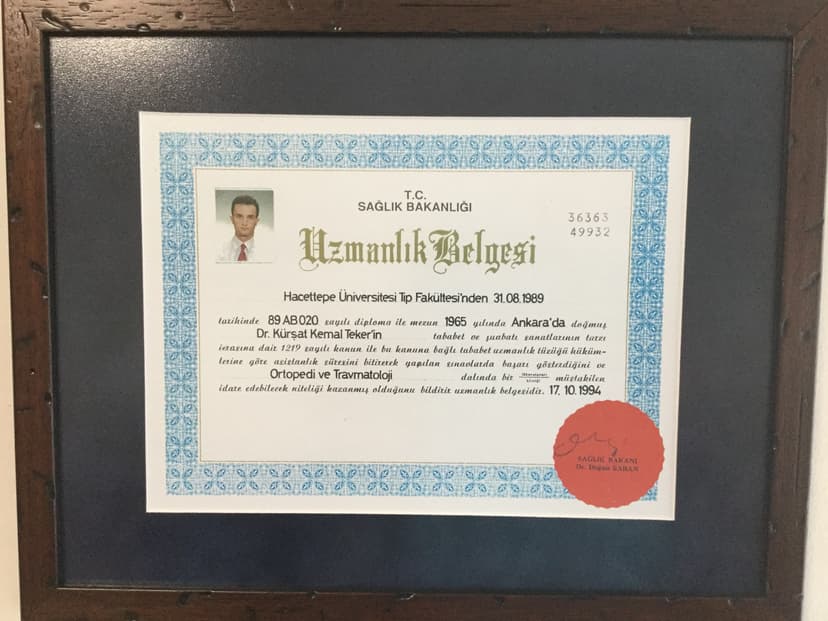 T.C.
SAĞLIK BAKANLIĞI
36363
49932
Uzmanlık Belgesi
Hacettepe Üniversitesi Tıp Fakültesi'nden 31.08.1989
tarihinde 89 AB 020 sayılı diploma ile mezun 1965 yılında Ankara'da doğmuş
Dr. Kürşat Kemal Teker'in tababet ve şuabatı sanatlarının tarzı
icrasına dair 1219 sayılı kanun ile bu kanuna bağlı tababet uzmanlık tüzüğü hüküm-
lerine göre asistanlık süresini bitirerek yapılan sınavlarda başarı gösterdiğini ve
Ortopedi ve Travmatoloji dalında bir müstakilen
idare edebilecek niteliği kazanmış olduğunu bildirir uzmanlık belgesidir. 17. 10. 1994
SAĞLIK BAKANI
Dr. Doğan BARAN